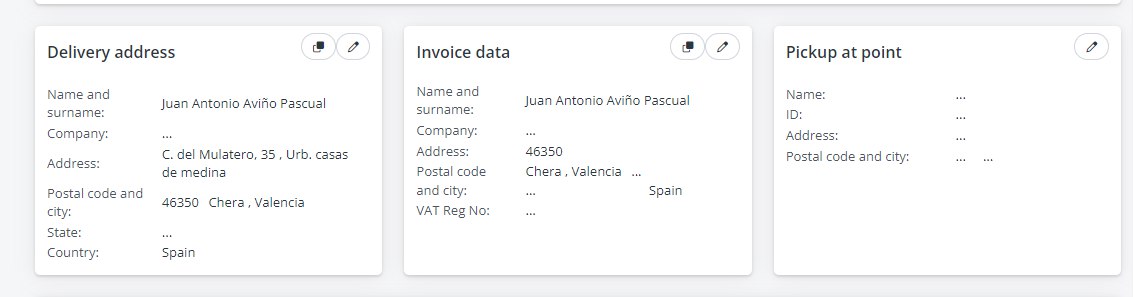 Delivery address
Name and surname: Juan Antonio Aviño Pascual
Company: ...
Address: C. del Mulatero, 35 , Urb. casas
de medina
Postal code and city: 46350 Chera , Valencia
State: ...
Country: Spain
Invoice data
Name and surname: Juan Antonio Aviño Pascual
Company: ...
Address: 46350
Postal code Chera , Valencia ...
and city: ... Spain
VAT Reg No: ...
Pickup at point
Name: ...
ID: ...
Address: ...
Postal code and city: ... ...